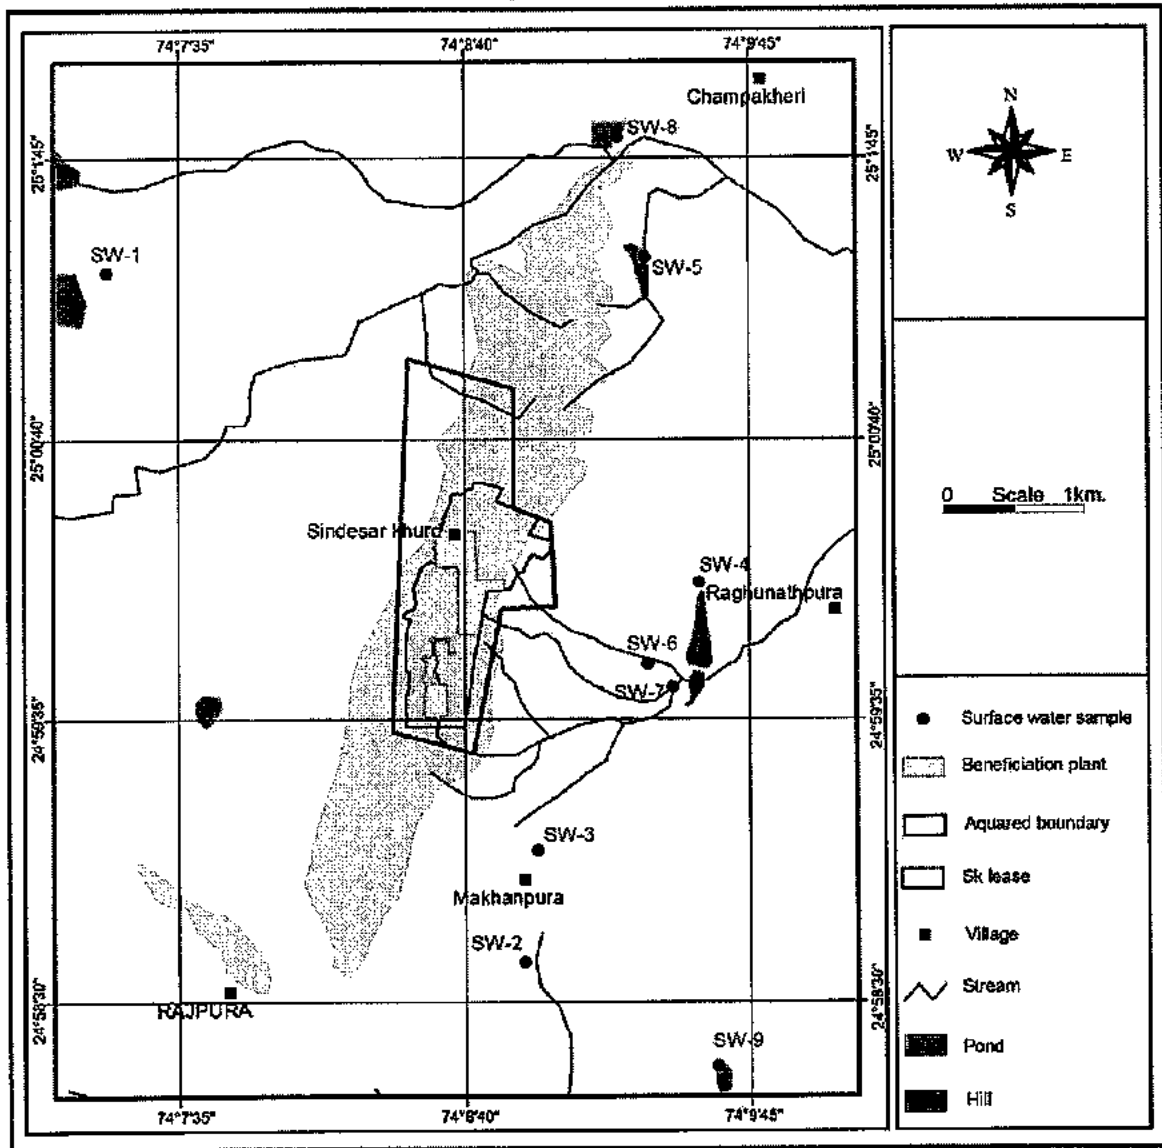 74°7'35" 74°8'40" 74°9'45"
Champakheri
SW-8
25°1'45" 25°1'45"
SW-1
SW-5
25°00'40" 25°00'40"
Sindesar khurd
SW-4
Raghunathpura
SW-6
SW-7
24°59'35" 24°59'35"
SW-3
Makhanpura
SW-2
24°58'30" 24°58'30"
RAJPURA
SW-9
74°7'35" 74°8'40" 74°9'45"
N
W E
S
0 Scale 1km.
Surface water sample
Beneficiation plant
Aquared boundary
Sk lease
Village
Stream
Pond
Hill